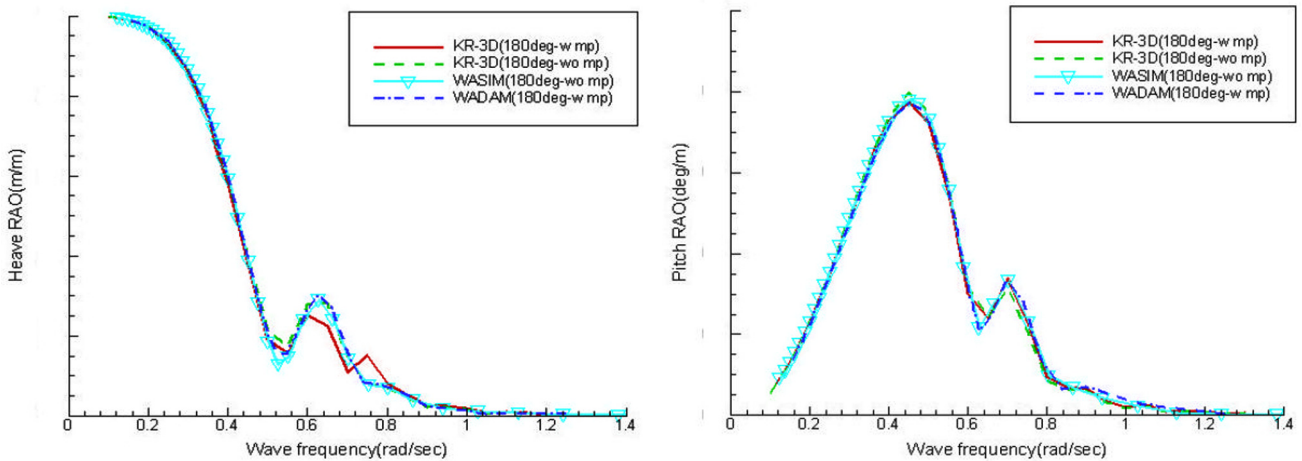 Heave RAO(m/m)
KR-3D(180deg-w mp)
KR-3D(180deg-wo mp)
WASIM(180deg-wo mp)
WADAM(180deg-w mp)
0 0.2 0.4 0.6 0.8 1 1.2 1.4
Wave frequency(rad/sec)
Pitch RAO(deg/m)
KR-3D(180deg-w mp)
KR-3D(180deg-wo mp)
WASIM(180deg-wo mp)
WADAM(180deg-w mp)
0 0.2 0.4 0.6 0.8 1 1.2 1.4
Wave frequency(rad/sec)